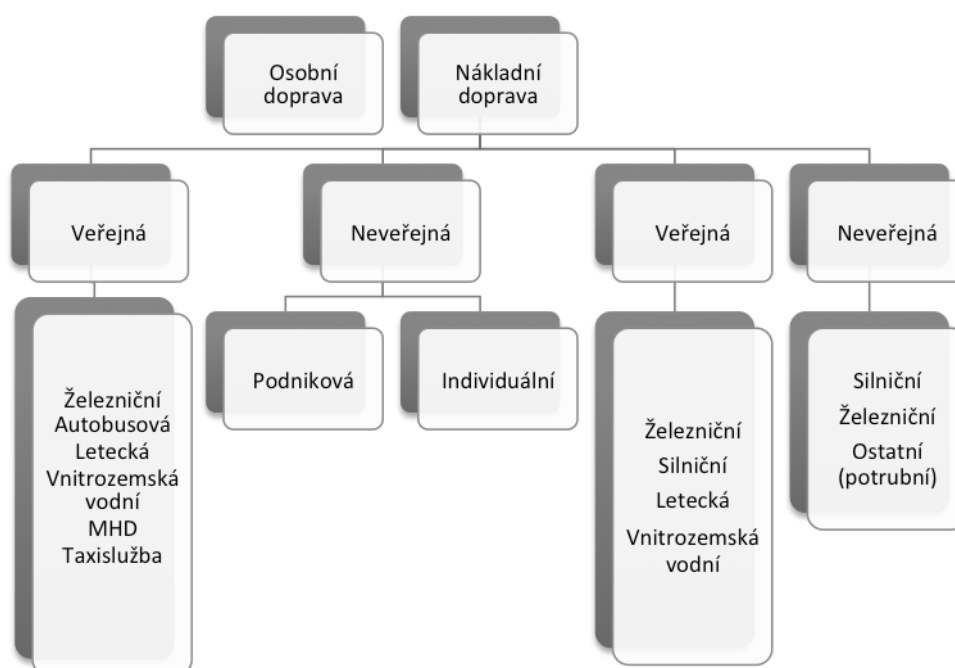 Osobní
doprava
Nákladní
doprava
Veřejná
Neveřejná
Veřejná
Neveřejná
Železniční
Autobusová
Letecká
Vnitrozemská
vodní
MHD
Taxislužba
Podniková
Individuální
Železniční
Silniční
Letecká
Vnitrozemská
vodní
Silniční
Železniční
Ostatní
(potrubní)